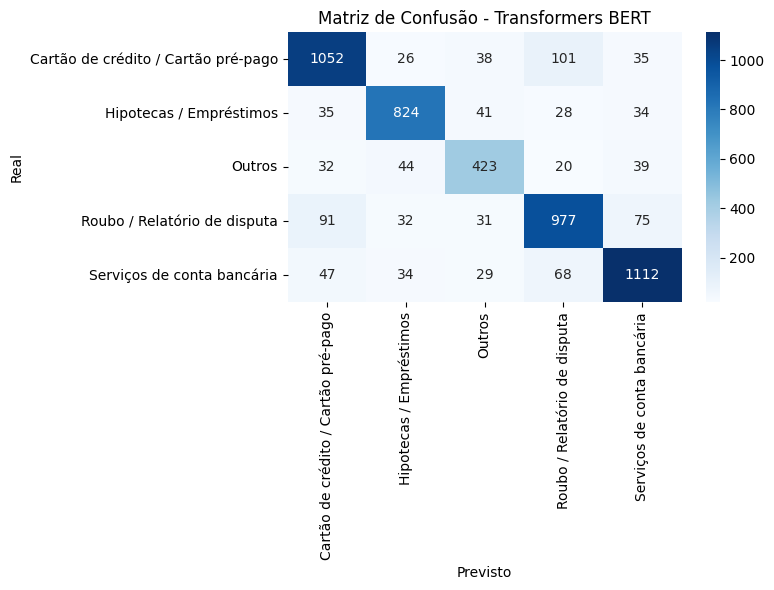 Matriz de Confusão - Transformers BERT
Real
Cartão de crédito / Cartão pré-pago 1052 26 38 101 35
Hipotecas / Empréstimos 35 824 41 28 34
Outros 32 44 423 20 39
Roubo / Relatório de disputa 91 32 31 977 75
Serviços de conta bancária 47 34 29 68 1112
1000
800
600
400
200
Cartão de crédito / Cartão pré-pago
Hipotecas / Empréstimos
Outros
Roubo / Relatório de disputa
Serviços de conta bancária
Previsto